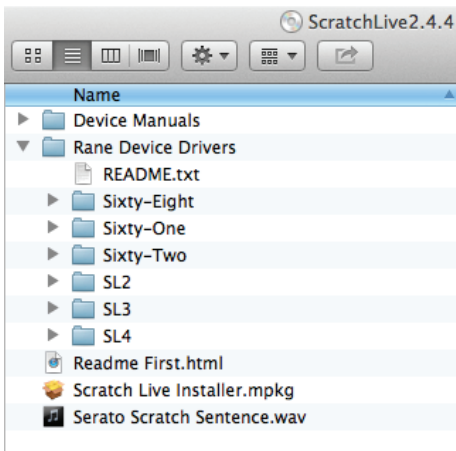 ScratchLive2.4.4
Name
Device Manuals
Rane Device Drivers
README.txt
Sixty-Eight
Sixty-One
Sixty-Two
SL2
SL3
SL4
Readme First.html
Scratch Live Installer.mpkg
Serato Scratch Sentence.wav